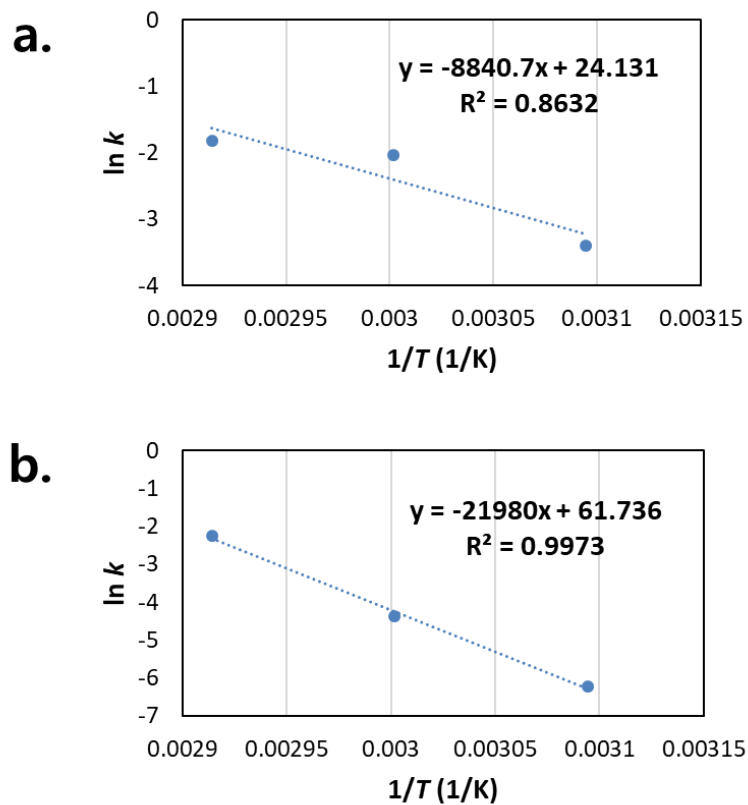 a.
0
-1
-2
-3
-4
ln k
y = -8840.7x + 24.131
R² = 0.8632
0.0029 0.00295 0.003 0.00305 0.0031 0.00315
1/T (1/K)
b.
0
-1
-2
-3
-4
-5
-6
-7
ln k
y = -21980x + 61.736
R² = 0.9973
0.0029 0.00295 0.003 0.00305 0.0031 0.00315
1/T (1/K)